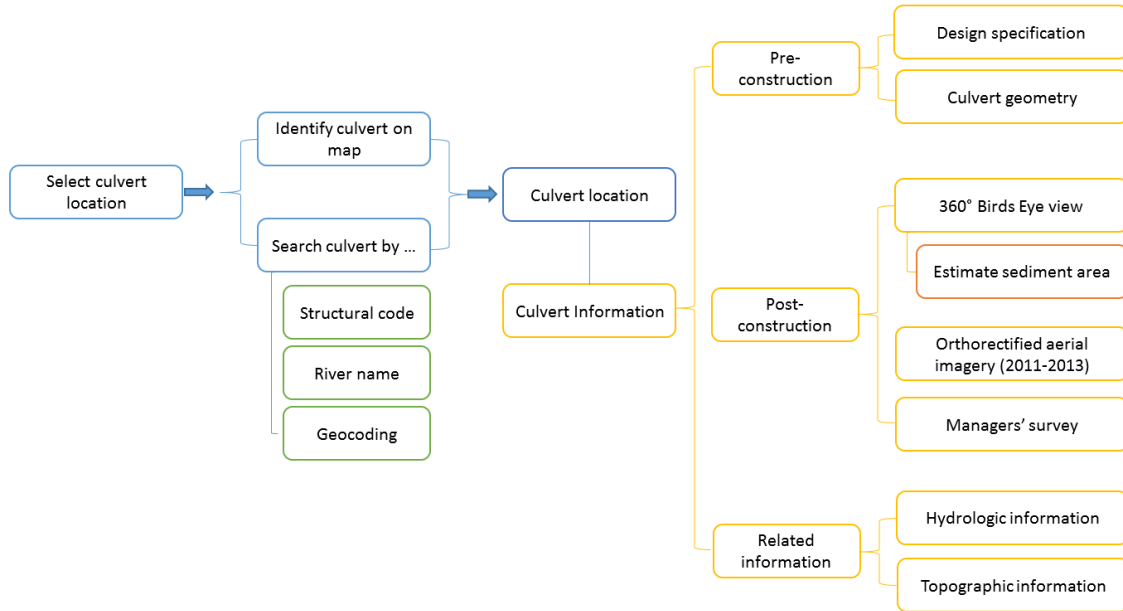 Select culvert
location
Identify culvert on
map
Search culvert by ...
Structural code
River name
Geocoding
Culvert location
Culvert Information
Pre-
construction
Design specification
Culvert geometry
Post-
construction
360° Birds Eye view
Estimate sediment area
Orthorectified aerial
imagery (2011-2013)
Managers’ survey
Related
information
Hydrologic information
Topographic information